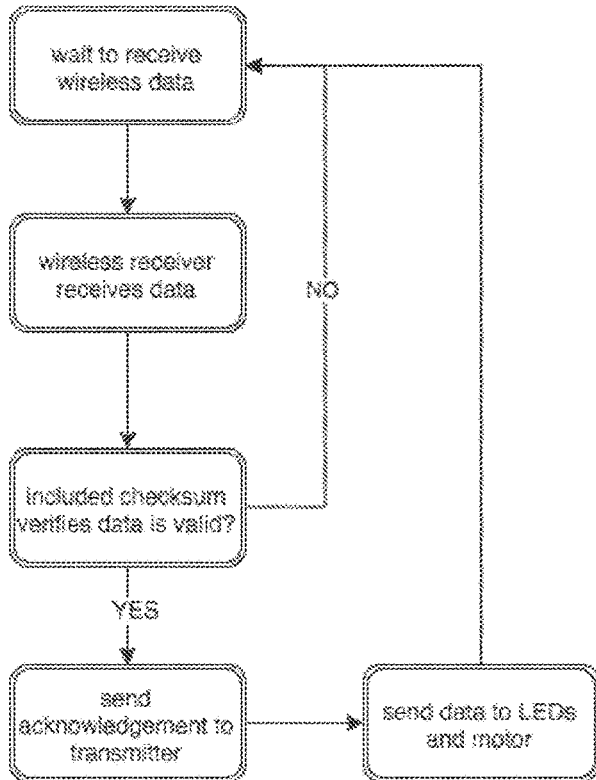 wait to receive
wireless data
wireless receiver
receives data
NO
included checksum
verifies data is valid?
YES
send
acknowledgement to
transmitter
send data to LEDs
and motor